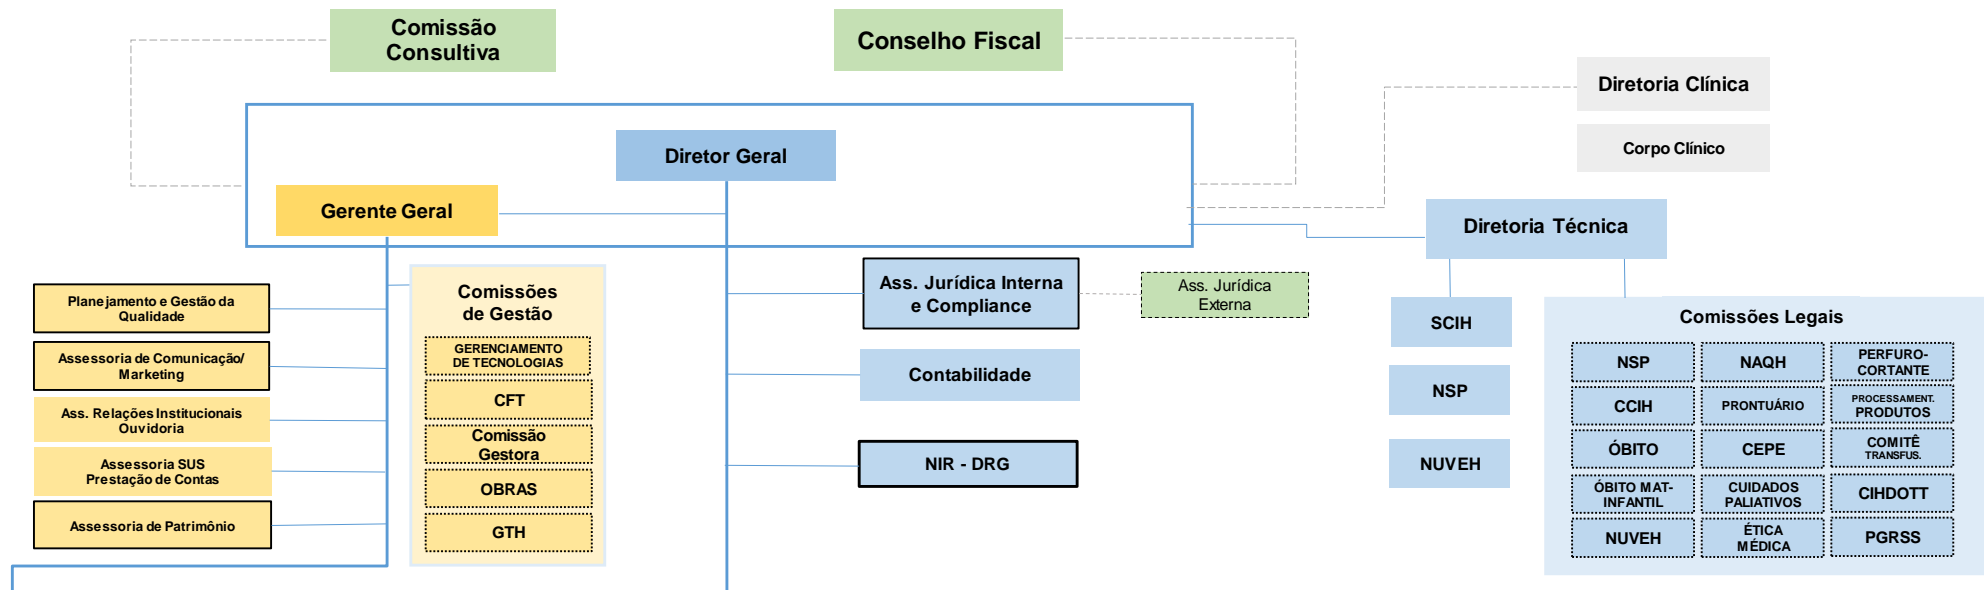 Comissão
Consultiva
Conselho Fiscal
Diretoria Clínica
Corpo Clínico
Diretor Geral
Gerente Geral
Diretoria Técnica
Planejamento e Gestão da
Qualidade
Assessoria de Comunicação/
Marketing
Ass. Relações Institucionais
Ouvidoria
Assessoria SUS
Prestação de Contas
Assessoria de Patrimônio
Comissões
de Gestão
GERENCIAMENTO
DE TECNOLOGIAS
CFT
Comissão
Gestora
OBRAS
GTH
Ass. Jurídica Interna
e Compliance
Ass. Jurídica
Externa
Contabilidade
NIR - DRG
SCIH
NSP
NUVEH
Comissões Legais
NSP
NAQH
PERFURO-
CORTANTE
CCIH
PRONTUÁRIO
PROCESSAMENT.
PRODUTOS
ÓBITO
CEPE
COMITÊ
TRANSFUS.
ÓBITO MAT-
INFANTIL
CUIDADOS
PALIATIVOS
CIHDOTT
NUVEH
ÉTICA
MÉDICA
PGRSS